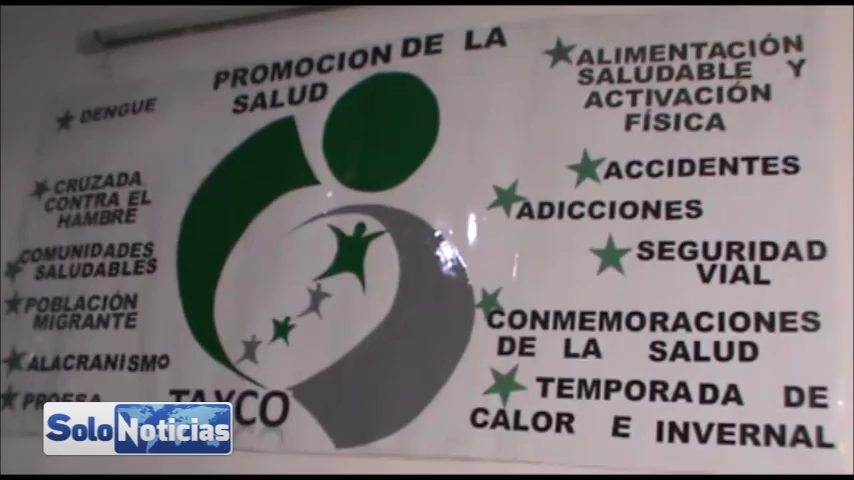 PROMOCION DE LA
SALUD
DENGUE
CRUZADA
CONTRA EL
HAMBRE
COMUNIDADES
SALUDABLES
POBLACIÓN
MIGRANTE
ALACRANISMO
ALIMENTACIÓN
SALUDABLE Y
ACTIVACIÓN
FÍSICA
ACCIDENTES
ADICCIONES
SEGURIDAD
VIAL
CONMEMORACIONES
DE LA SALUD
TEMPORADA DE
CALOR E INVERNAL
SoloNoticias